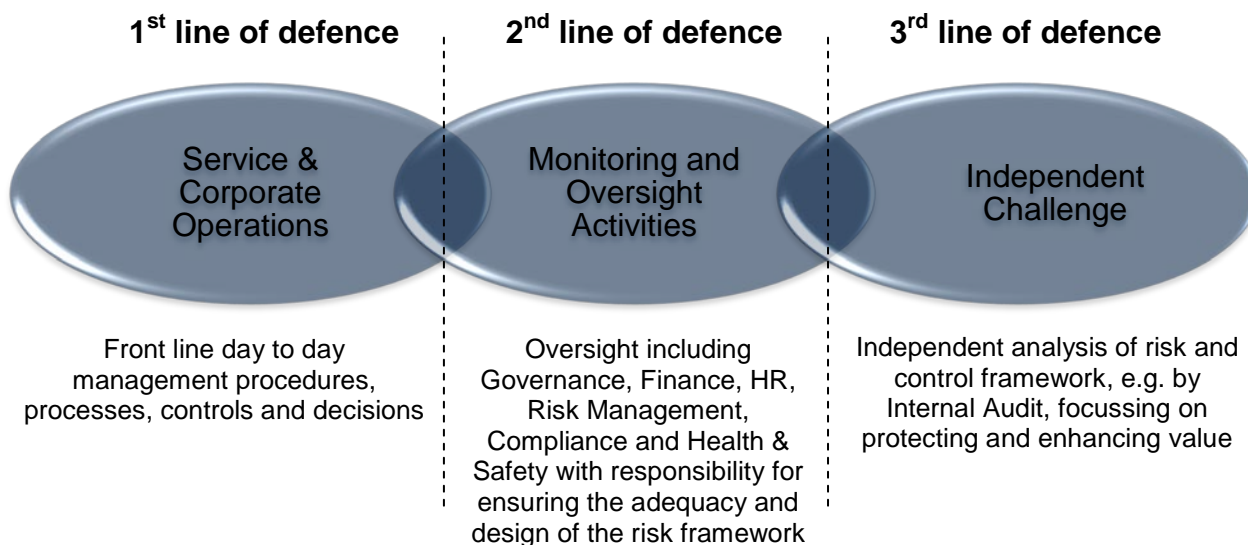 1st line of defence
2nd line of defence
3rd line of defence
Service &
Corporate
Operations
Monitoring and
Oversight
Activities
Independent
Challenge
Front line day to day
management procedures,
processes, controls and decisions
Oversight including
Governance, Finance, HR,
Risk Management,
Compliance and Health &
Safety with responsibility for
ensuring the adequacy and
design of the risk framework
Independent analysis of risk and
control framework, e.g. by
Internal Audit, focussing on
protecting and enhancing value